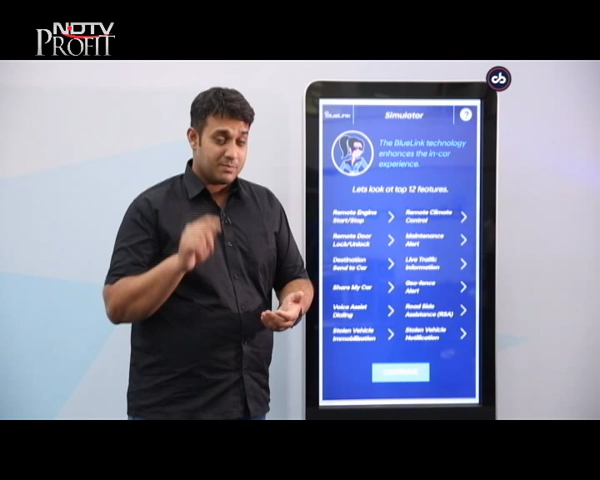 NDTV
PROFIT
cb
BlueLink
Simulator
?
The BlueLink technology
enhances the in-car
experience.
Lets look at top 12 features.
Remote Engine
Start/Stop
Remote Climate
Control
Remote Door
Lock/Unlock
Maintenance
Alert
Destination
Send to Car
Live Traffic
Information
Share My Car
Geo-fence
Alert
Voice Assist
Dialing
Road Side
Assistance (RSA)
Stolen Vehicle
Immobilization
Stolen Vehicle
Notification